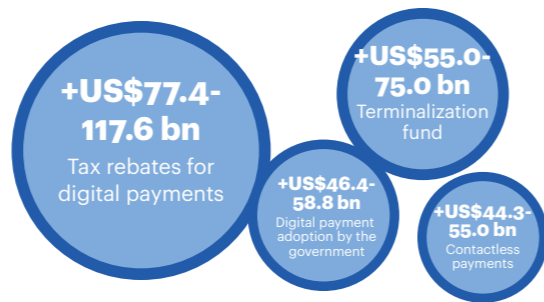 +US$77.4-
117.6 bn
Tax rebates for
digital payments
+US$55.0-
75.0 bn
Terminalization
fund
+US$46.4-
58.8 bn
Digital payment
adoption by the
government
+US$44.3-
55.0 bn
Contactless
payments